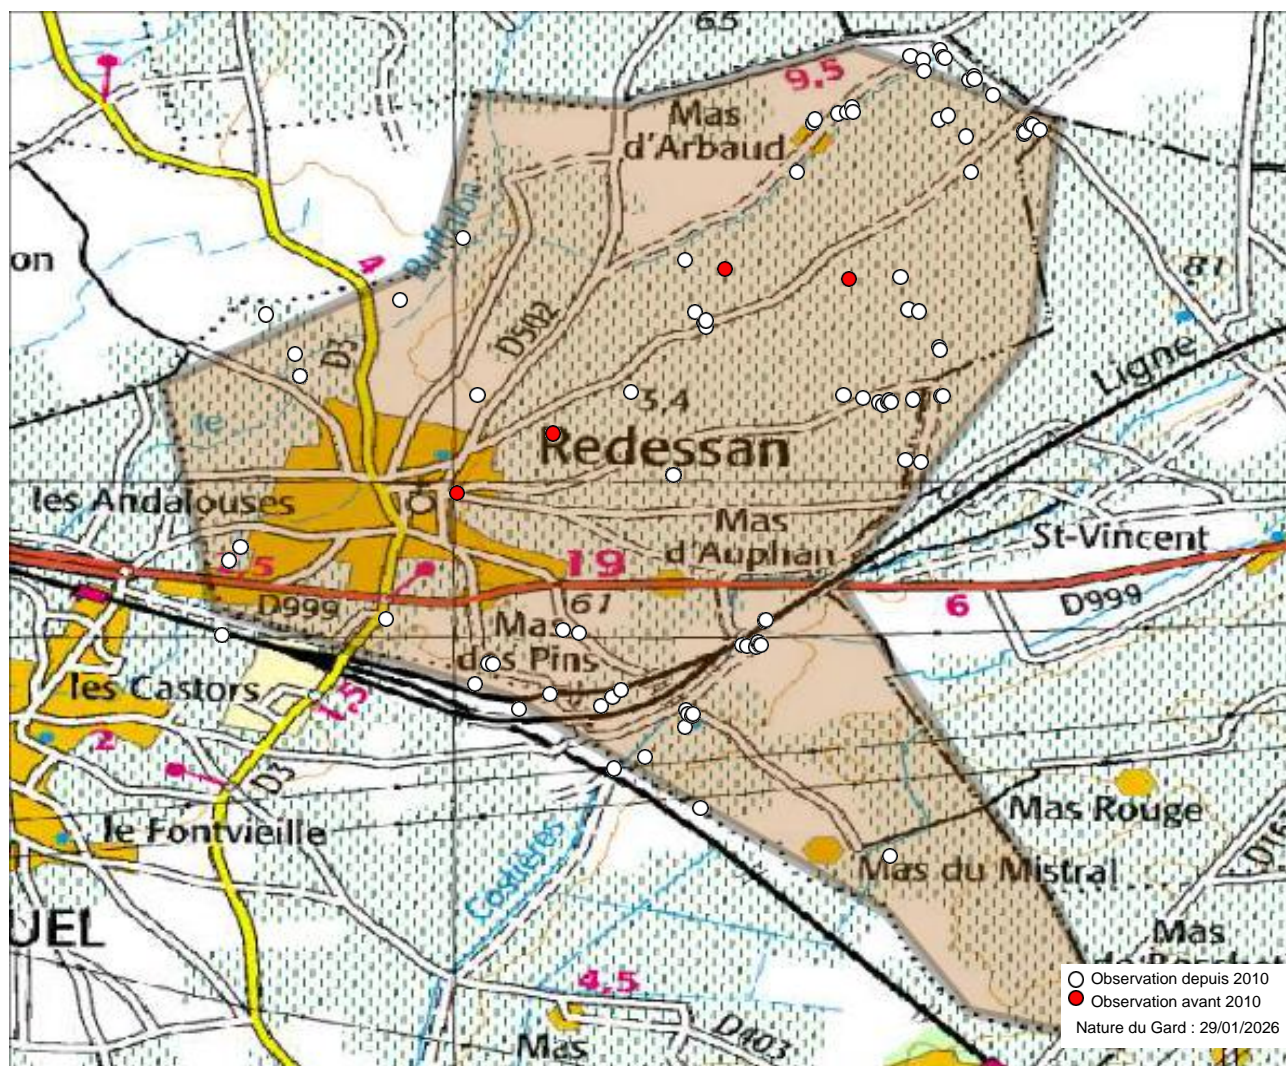 65
9.5
Mas
d'Arbaud
Buffalon
on
4
81
D3
D502
Ligne
3.4
le
Redessan
les Andalouses
Mas
d'Auphan
St-Vincent
19
D999
61
6
D999
Mas
des Pins
les Castors
1,5
2
D3
le Fontvieille
Mas Rouge
Costières
Mas du Mistral
UEL
Mas
4,5
D403
Mas
Observation depuis 2010
Observation avant 2010
Nature du Gard : 29/01/2026